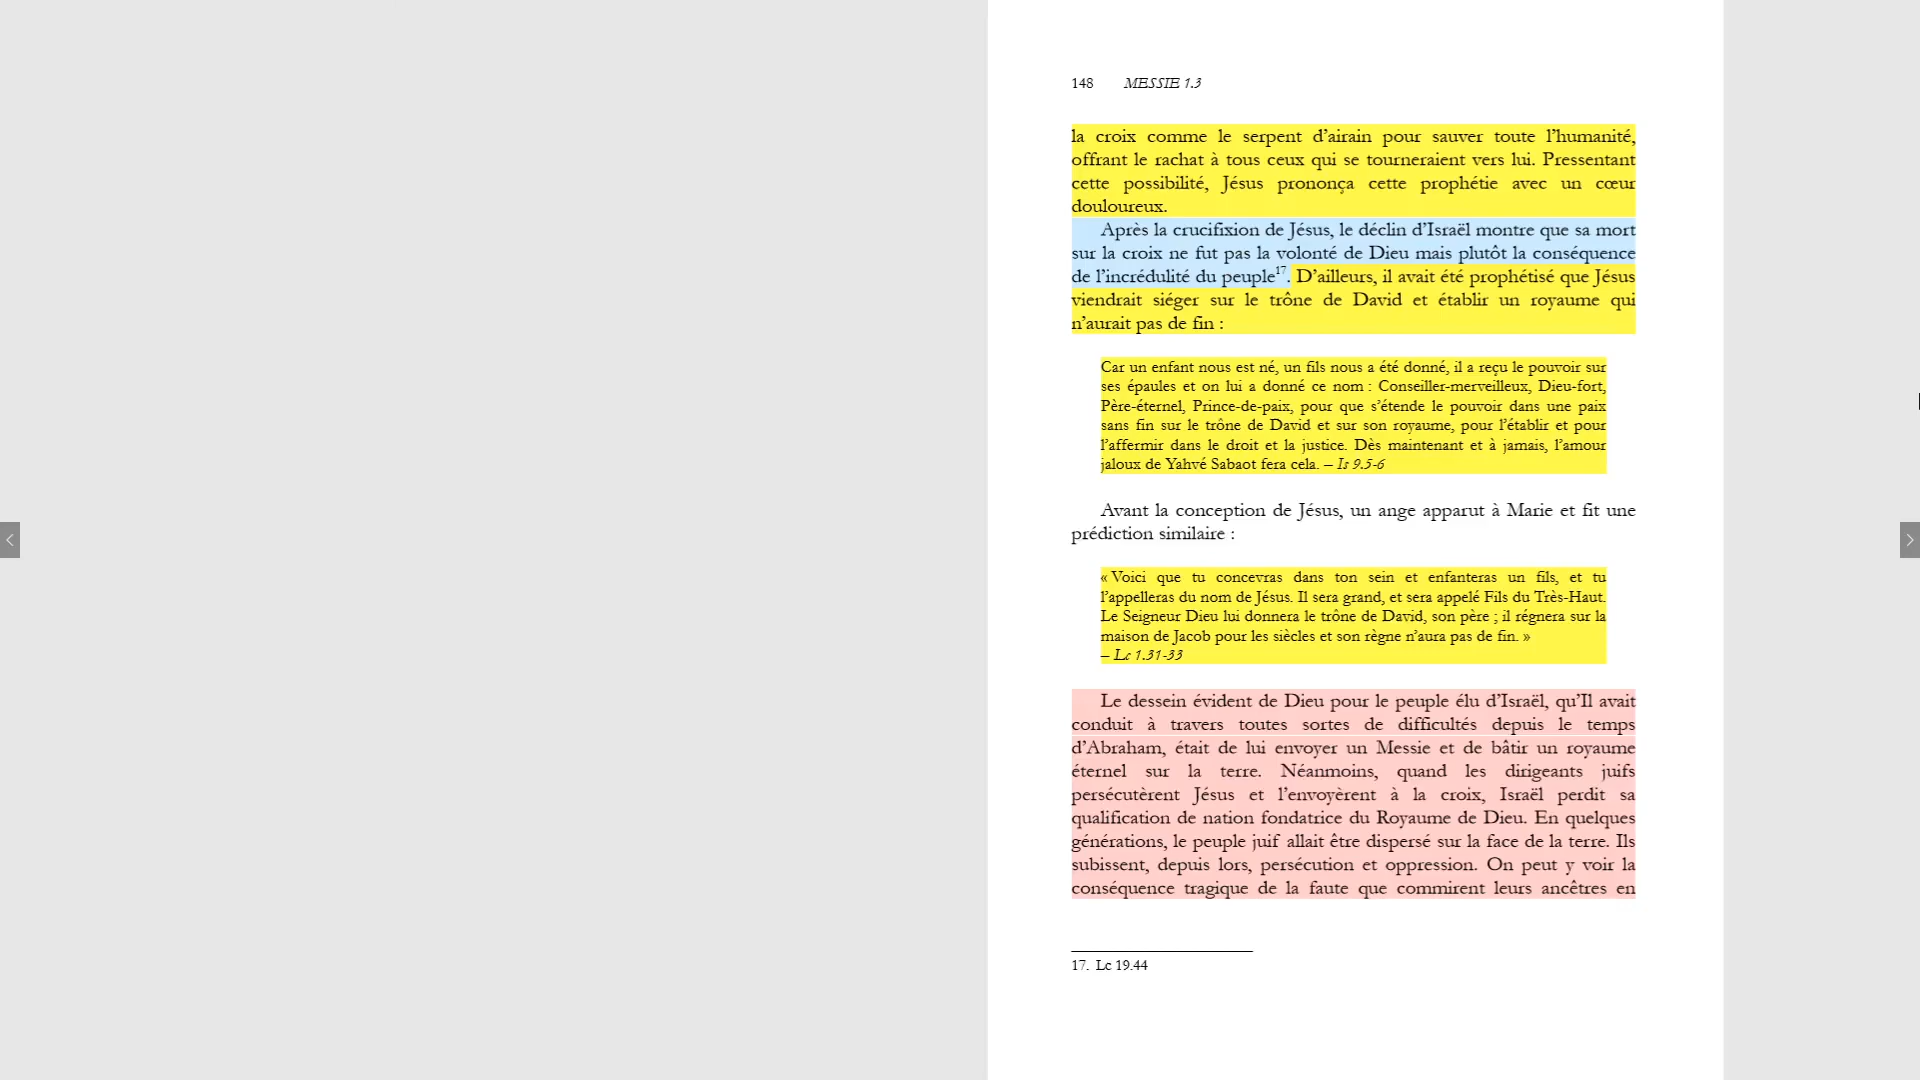 148 MESSIE 1.3
la croix comme le serpent d’airain pour sauver toute l’humanité,
offrant le rachat à tous ceux qui se tourneraient vers lui. Pressentant
cette possibilité, Jésus prononça cette prophétie avec un cœur
douloureux.
Après la crucifixion de Jésus, le déclin d’Israël montre que sa mort
sur la croix ne fut pas la volonté de Dieu mais plutôt la conséquence
de l’incrédulité du peuple17. D’ailleurs, il avait été prophétisé que Jésus
viendrait siéger sur le trône de David et établir un royaume qui
n’aurait pas de fin :
Car un enfant nous est né, un fils nous a été donné, il a reçu le pouvoir sur
ses épaules et on lui a donné ce nom : Conseiller-merveilleux, Dieu-fort,
Père-éternel, Prince-de-paix, pour que s’étende le pouvoir dans une paix
sans fin sur le trône de David et sur son royaume, pour l’établir et pour
l’affermir dans le droit et la justice. Dès maintenant et à jamais, l’amour
jaloux de Yahvé Sabaot fera cela. – Is 9.5-6
Avant la conception de Jésus, un ange apparut à Marie et fit une
prédiction similaire :
« Voici que tu concevras dans ton sein et enfanteras un fils, et tu
l’appelleras du nom de Jésus. Il sera grand, et sera appelé Fils du Très-Haut.
Le Seigneur Dieu lui donnera le trône de David, son père ; il régnera sur la
maison de Jacob pour les siècles et son règne n’aura pas de fin. »
– Lc 1.31-33
Le dessein évident de Dieu pour le peuple élu d’Israël, qu’Il avait
conduit à travers toutes sortes de difficultés depuis le temps
d’Abraham, était de lui envoyer un Messie et de bâtir un royaume
éternel sur la terre. Néanmoins, quand les dirigeants juifs
persécutèrent Jésus et l’envoyèrent à la croix, Israël perdit sa
qualification de nation fondatrice du Royaume de Dieu. En quelques
générations, le peuple juif allait être dispersé sur la face de la terre. Ils
subissent, depuis lors, persécution et oppression. On peut y voir la
conséquence tragique de la faute que commirent leurs ancêtres en
17. Lc 19.44